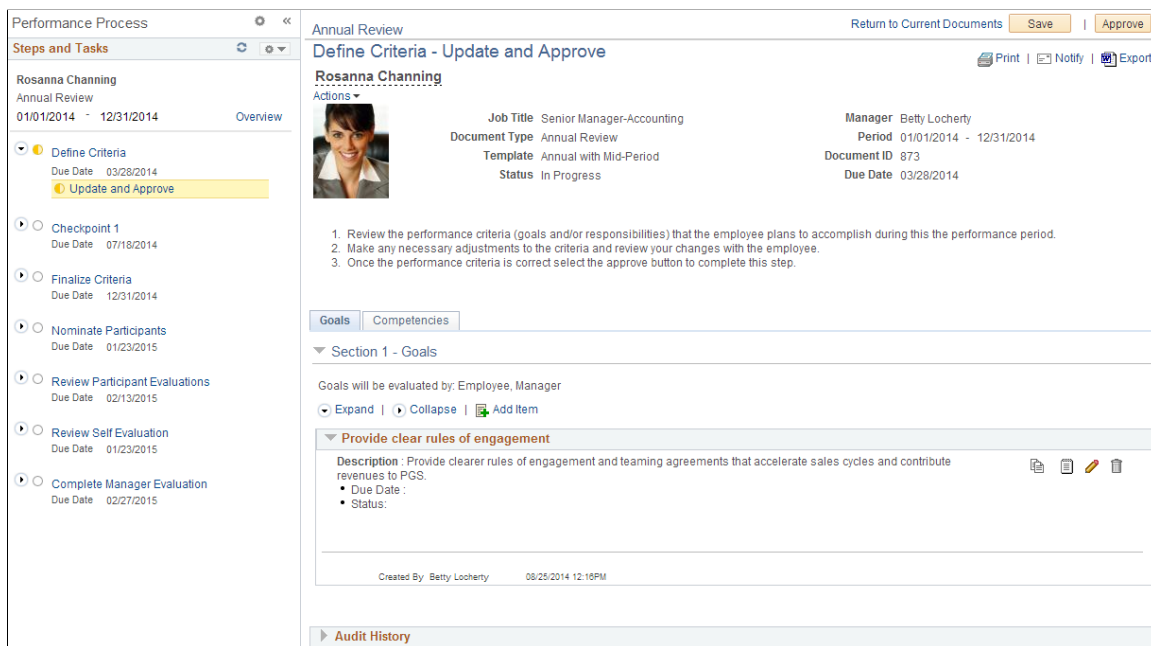 Performance Process
«
Steps and Tasks
Rosanna Channing
Annual Review
01/01/2014 - 12/31/2014 Overview
Define Criteria
Due Date 03/28/2014
Update and Approve
Checkpoint 1
Due Date 07/18/2014
Finalize Criteria
Due Date 12/31/2014
Nominate Participants
Due Date 01/23/2015
Review Participant Evaluations
Due Date 02/13/2015
Review Self Evaluation
Due Date 01/23/2015
Complete Manager Evaluation
Due Date 02/27/2015
Annual Review
Return to Current Documents Save | Approve
Define Criteria - Update and Approve
Print | Notify | Export
Rosanna Channing
Actions
Job Title Senior Manager-Accounting Manager Betty Locherty
Document Type Annual Review Period 01/01/2014 - 12/31/2014
Template Annual with Mid-Period Document ID 873
Status In Progress Due Date 03/28/2014
1. Review the performance criteria (goals and/or responsibilities) that the employee plans to accomplish during this the performance period.
2. Make any necessary adjustments to the criteria and review your changes with the employee.
3. Once the performance criteria is correct select the approve button to complete this step.
Goals Competencies
Section 1 - Goals
Goals will be evaluated by: Employee, Manager
Expand | Collapse | Add Item
Provide clear rules of engagement
Description : Provide clearer rules of engagement and teaming agreements that accelerate sales cycles and contribute
revenues to PGS.
• Due Date :
• Status:
Created By Betty Locherty 08/25/2014 12:16PM
Audit History